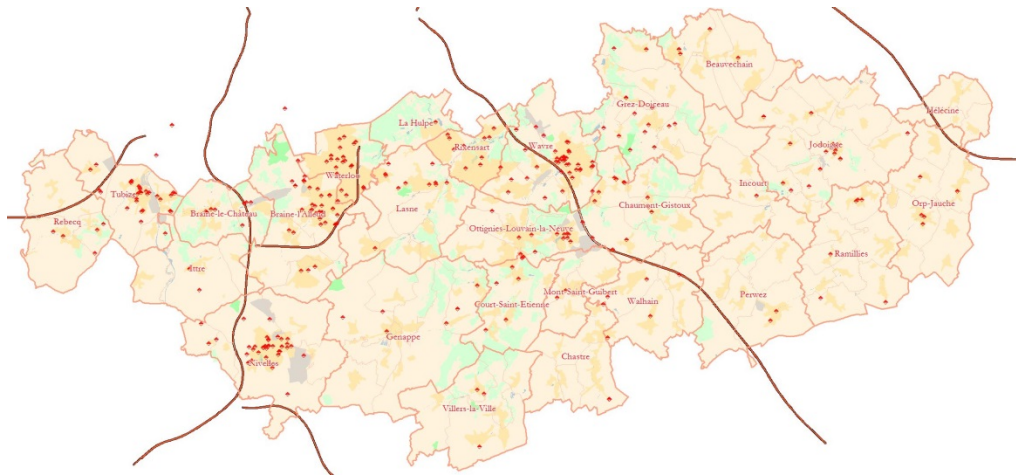 Beauvechain
Hélécine
Grez-Doiceau
La Hulpe
Rixensart
Wavre
Jodoigne
Waterloo
Tubize
Incourt
Rebecq
Braine-le-Château
Braine-l'Alleud
Lasne
Chaumont-Gistoux
Orp-Jauche
Ottignies-Louvain-la-Neuve
Ittre
Ramillies
Mont-Saint-Guibert
Court-Saint-Etienne
Walhain
Perwez
Genappe
Nivelles
Chastre
Villers-la-Ville